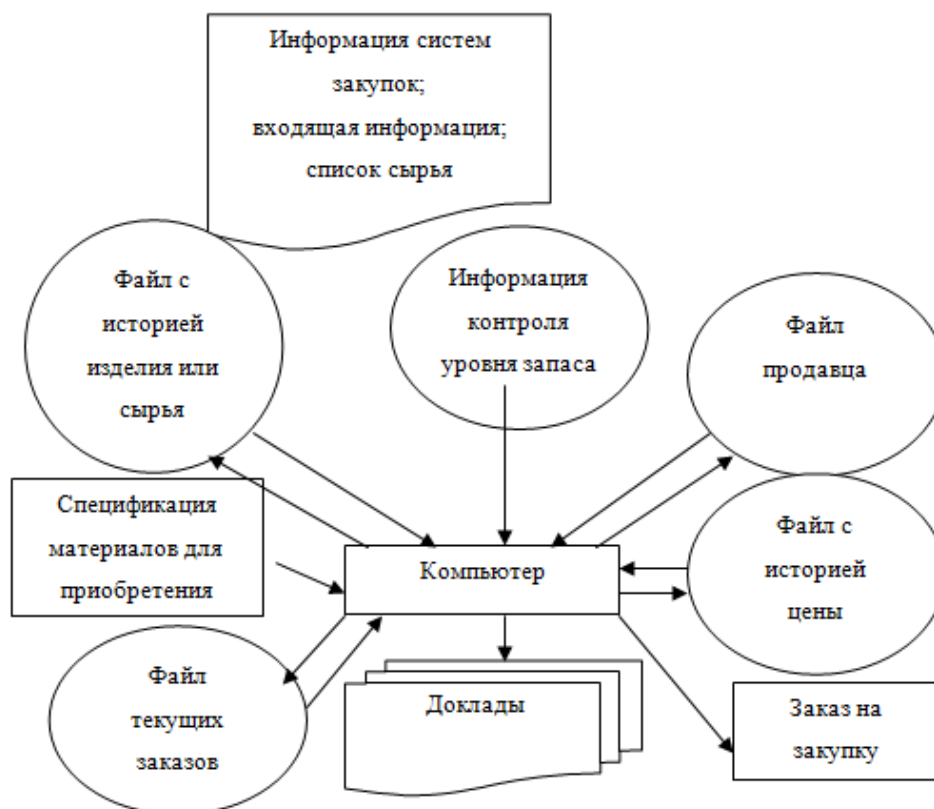 Информация систем
закупок;
входящая информация;
список сырья
Файл с
историей
изделия или
сырья
Информация
контроля
уровня запаса
Файл
продавца
Спецификация
материалов для
приобретения
Компьютер
Файл с
историей
цены
Файл
текущих
заказов
Доклады
Заказ на
закупку